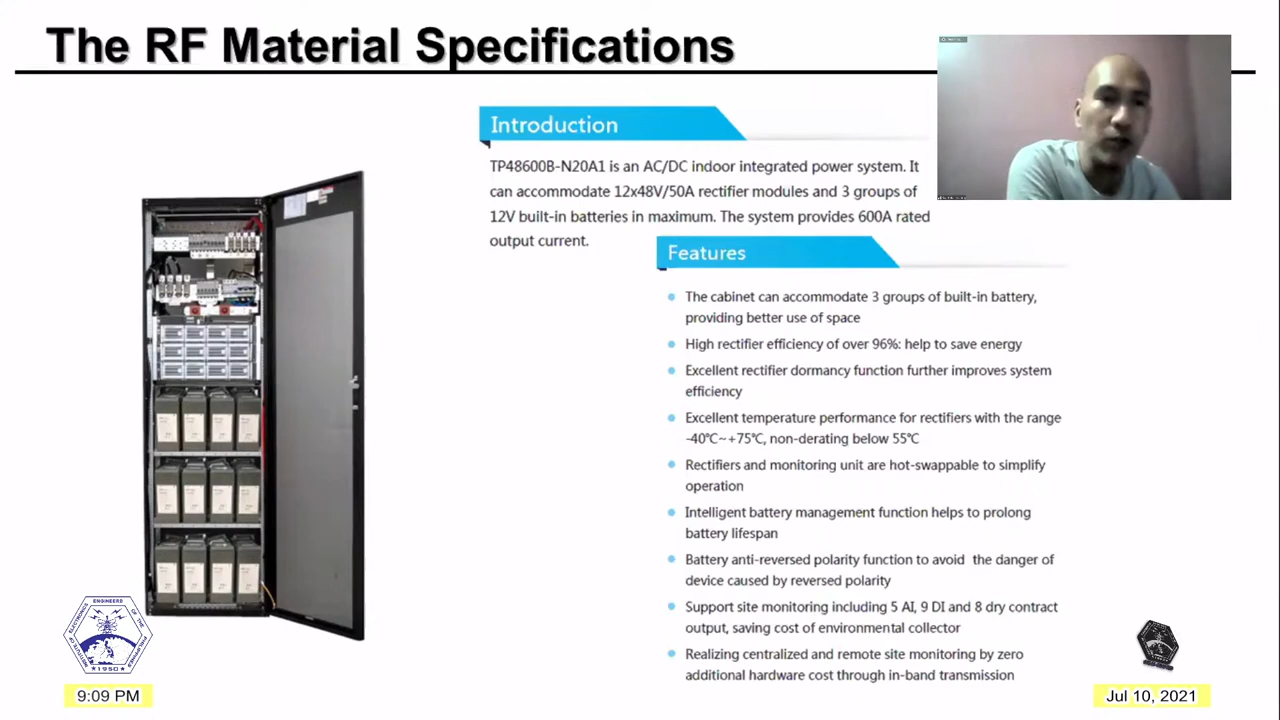 The RF Material Specifications
Introduction
TP48600B-N20A1 is an AC/DC indoor integrated power system. It
can accommodate 12x48V/50A rectifier modules and 3 groups of
12V built-in batteries in maximum. The system provides 600A rated
output current.
Features
The cabinet can accommodate 3 groups of built-in battery,
providing better use of space
High rectifier efficiency of over 96%: help to save energy
Excellent rectifier dormancy function further improves system
efficiency
Excellent temperature performance for rectifiers with the range
-40℃~+75℃, non-derating below 55℃
Rectifiers and monitoring unit are hot-swappable to simplify
operation
Intelligent battery management function helps to prolong
battery lifespan
Battery anti-reversed polarity function to avoid the danger of
device caused by reversed polarity
Support site monitoring including 5 AI, 9 DI and 8 dry contract
output, saving cost of environmental collector
Realizing centralized and remote site monitoring by zero
additional hardware cost through in-band transmission
INSTITUTE OF ELECTRONICS ENGINEERS OF THE PHILIPPINES
1950
9:09 PM
Jul 10, 2021